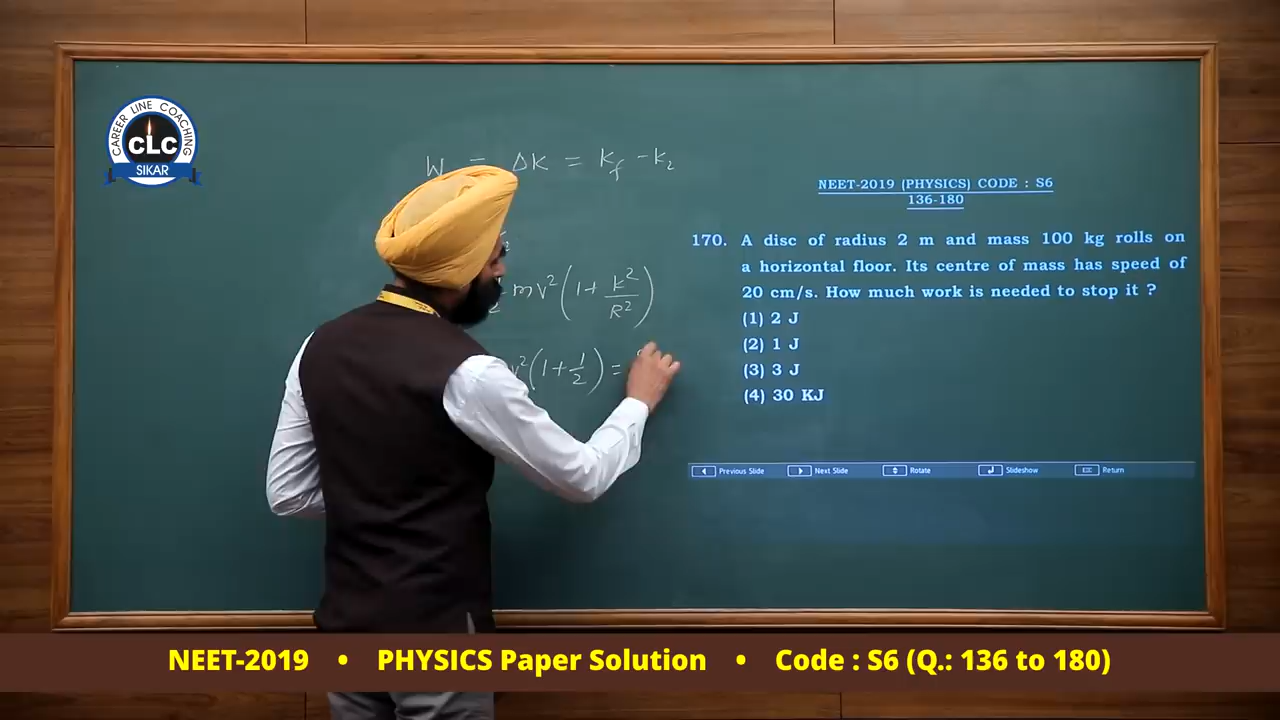 CAREER LINE COACHING
CLC
SIKAR
W = ΔK = K_f - K_2
mv²(1 + K²/R²)
v²(1 + 1/2) =
NEET-2019 (PHYSICS) CODE : S6
136-180
170. A disc of radius 2 m and mass 100 kg rolls on
a horizontal floor. Its centre of mass has speed of
20 cm/s. How much work is needed to stop it ?
(1) 2 J
(2) 1 J
(3) 3 J
(4) 30 KJ
Previous Slide Next Slide Rotate Slideshow Return
NEET-2019 • PHYSICS Paper Solution • Code : S6 (Q.: 136 to 180)